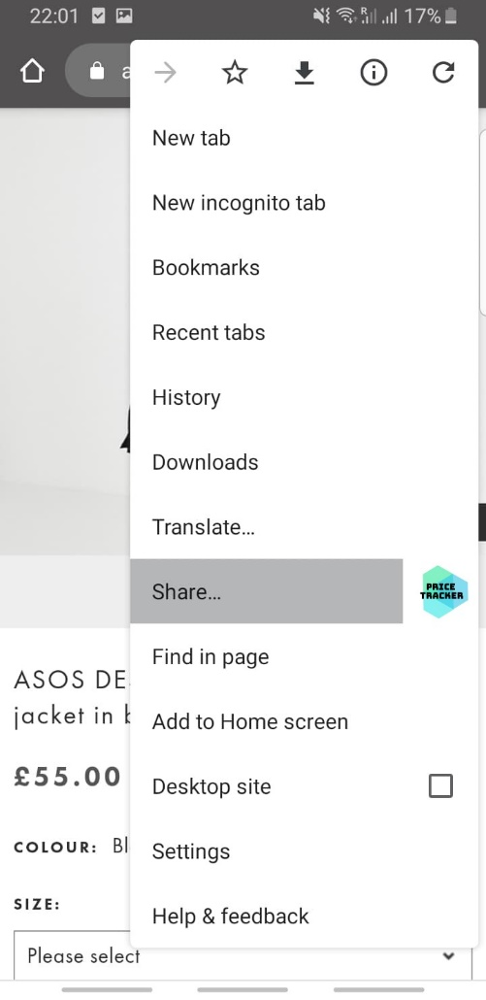 22:01 R 17%
a
New tab
New incognito tab
Bookmarks
Recent tabs
History
Downloads
Translate…
Share…
PRICE
TRACKER
Find in page
ASOS DE
jacket in b
Add to Home screen
£55.00
Desktop site
COLOUR: Bl
Settings
SIZE:
Help & feedback
Please select